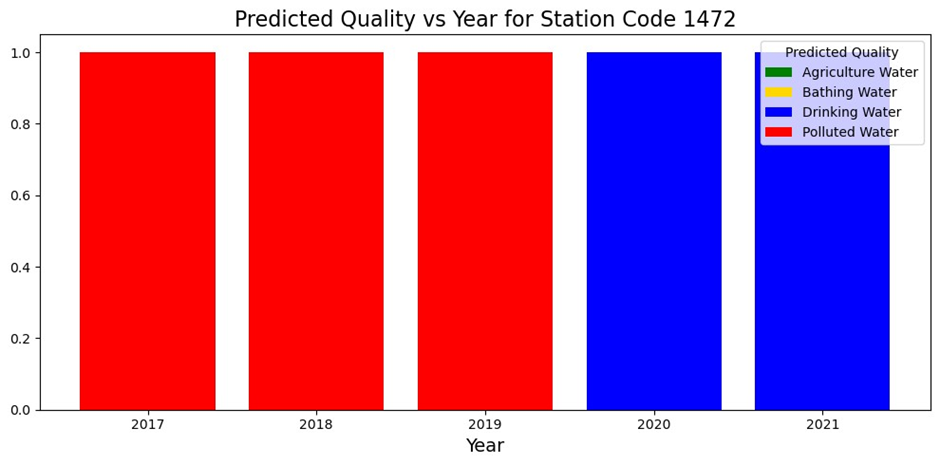 Predicted Quality vs Year for Station Code 1472
1.0
0.8
0.6
0.4
0.2
0.0
Predicted Quality
Agriculture Water
Bathing Water
Drinking Water
Polluted Water
2017 2018 2019 2020 2021
Year